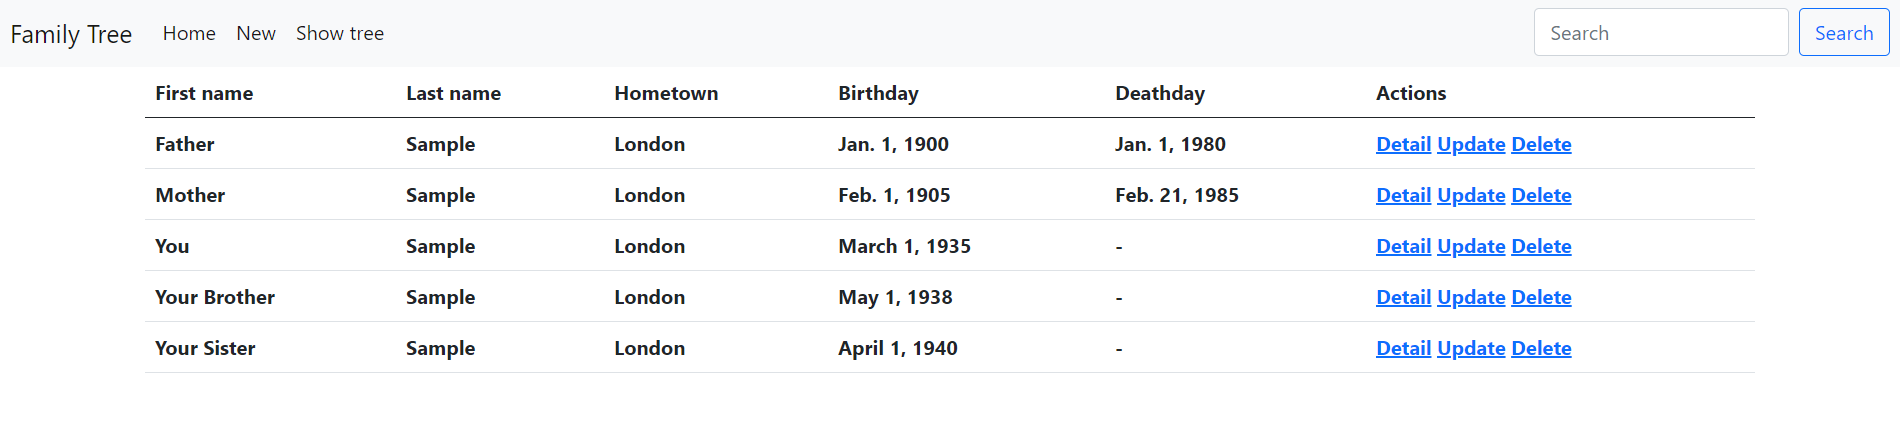 Family Tree Home New Show tree Search Search
First name Last name Hometown Birthday Deathday Actions
Father Sample London Jan. 1, 1900 Jan. 1, 1980 Detail Update Delete
Mother Sample London Feb. 1, 1905 Feb. 21, 1985 Detail Update Delete
You Sample London March 1, 1935 - Detail Update Delete
Your Brother Sample London May 1, 1938 - Detail Update Delete
Your Sister Sample London April 1, 1940 - Detail Update Delete